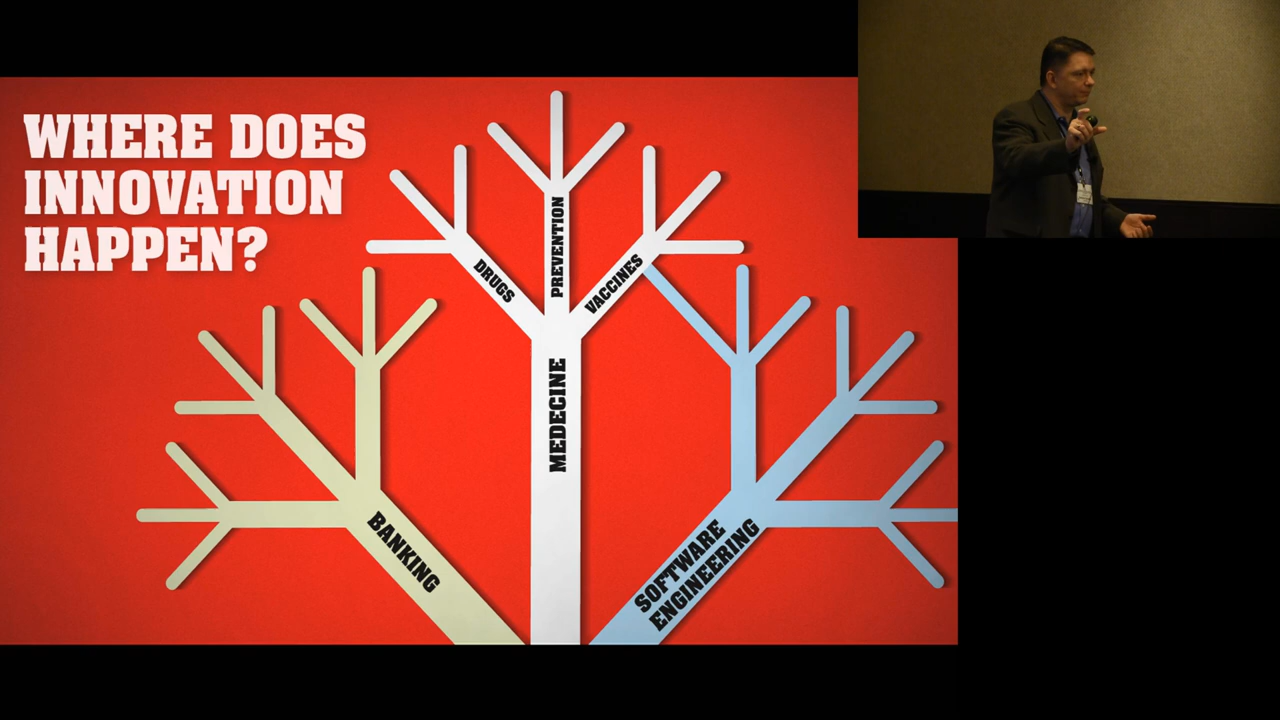 WHERE DOES
INNOVATION
HAPPEN?
DRUGS
PREVENTION
VACCINES
MEDECINE
BANKING
SOFTWARE
ENGINEERING